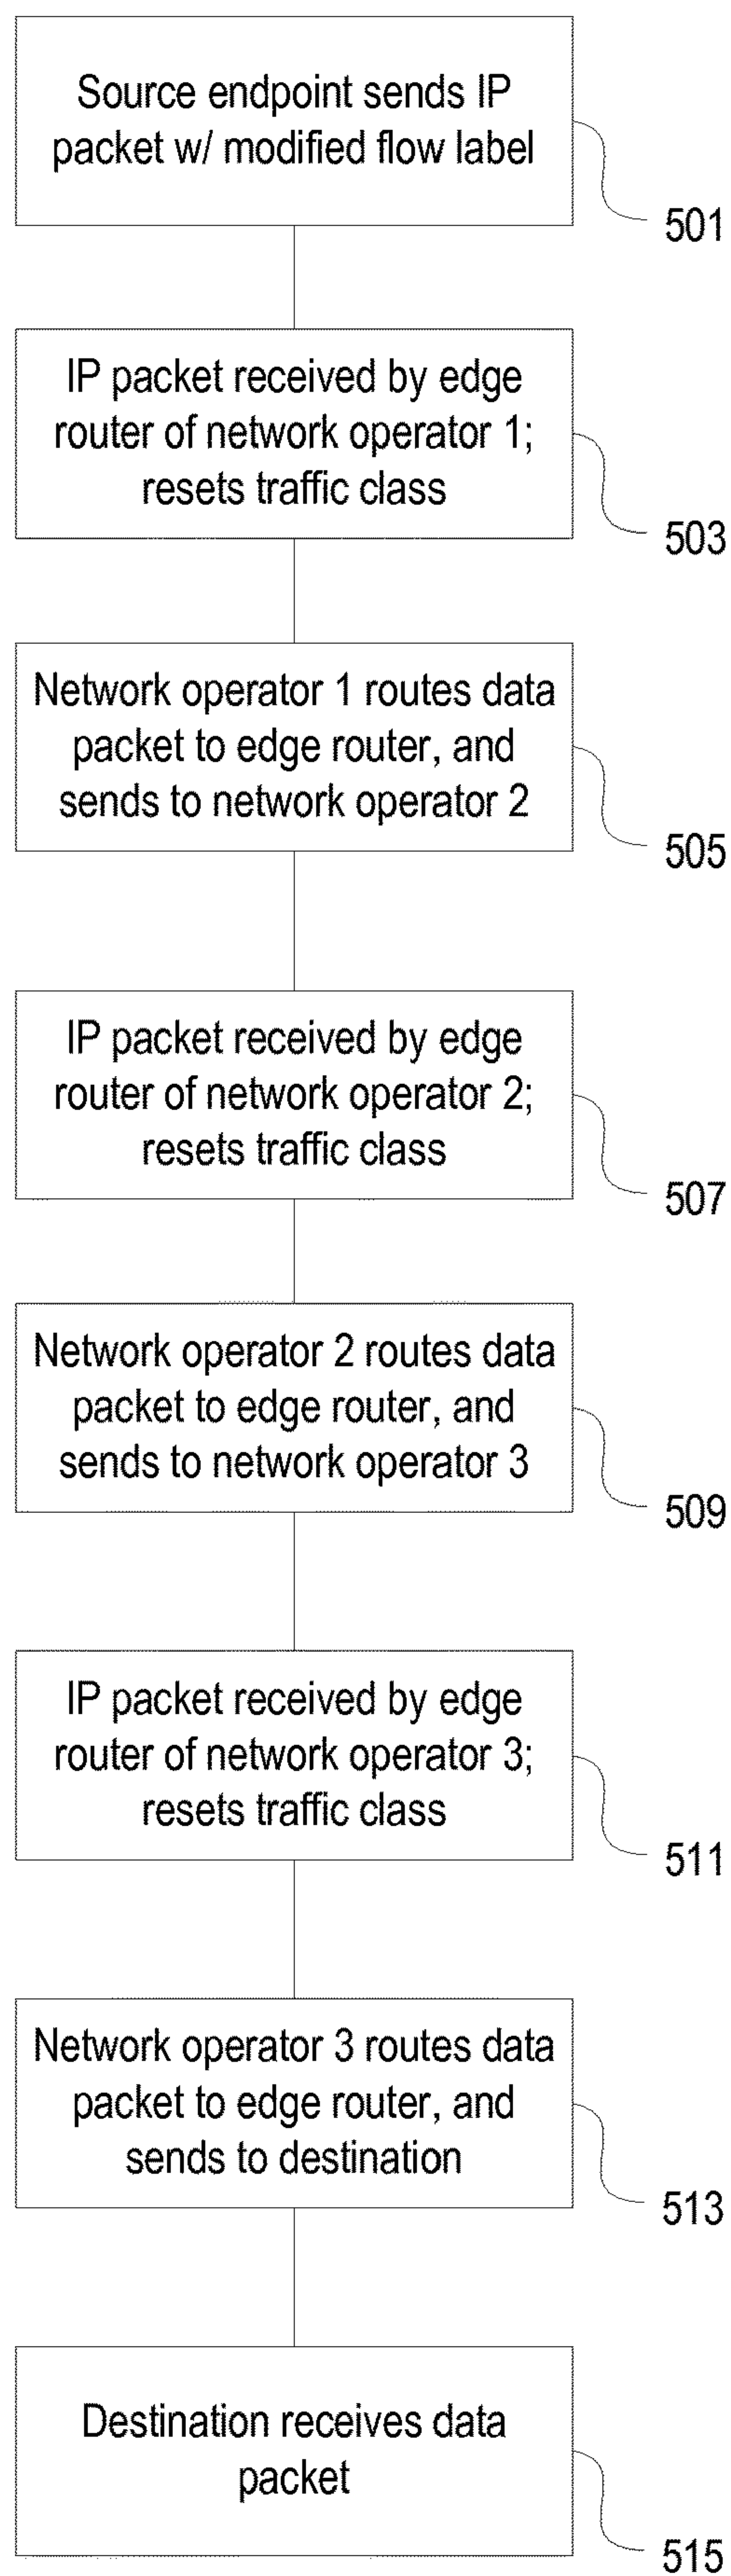 Source endpoint sends IP
packet w/ modified flow label
501
IP packet received by edge
router of network operator 1;
resets traffic class
503
Network operator 1 routes data
packet to edge router, and
sends to network operator 2
505
IP packet received by edge
router of network operator 2;
resets traffic class
507
Network operator 2 routes data
packet to edge router, and
sends to network operator 3
509
IP packet received by edge
router of network operator 3;
resets traffic class
511
Network operator 3 routes data
packet to edge router, and
sends to destination
513
Destination receives data
packet
515